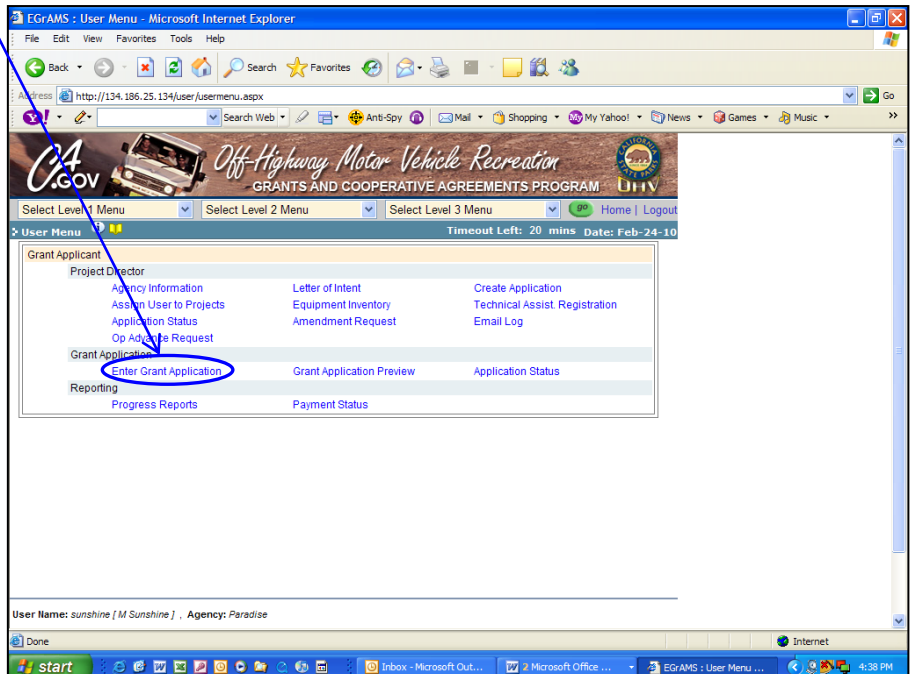 EGrAMS : User Menu - Microsoft Internet Explorer
File Edit View Favorites Tools Help
Back Search Favorites
Address http://134.186.25.134/user/usermenu.aspx Go
Y! Search Web Anti-Spy Mail Shopping My Yahoo! News Games Music »
CA .GOV Off-Highway Motor Vehicle Recreation
GRANTS AND COOPERATIVE AGREEMENTS PROGRAM
CALIFORNIA STATE PARKS OHV
Select Level 1 Menu Select Level 2 Menu Select Level 3 Menu go Home | Logout
User Menu Timeout Left: 20 mins Date: Feb-24-10
Grant Applicant
Project Director
Agency Information Letter of Intent Create Application
Assign User to Projects Equipment Inventory Technical Assist. Registration
Application Status Amendment Request Email Log
Op Advance Request
Grant Application
Enter Grant Application Grant Application Preview Application Status
Reporting
Progress Reports Payment Status
User Name: sunshine [ M Sunshine ] , Agency: Paradise
Done Internet
start Inbox - Microsoft Out... 2 Microsoft Office ... EGrAMS : User Menu ... 4:38 PM